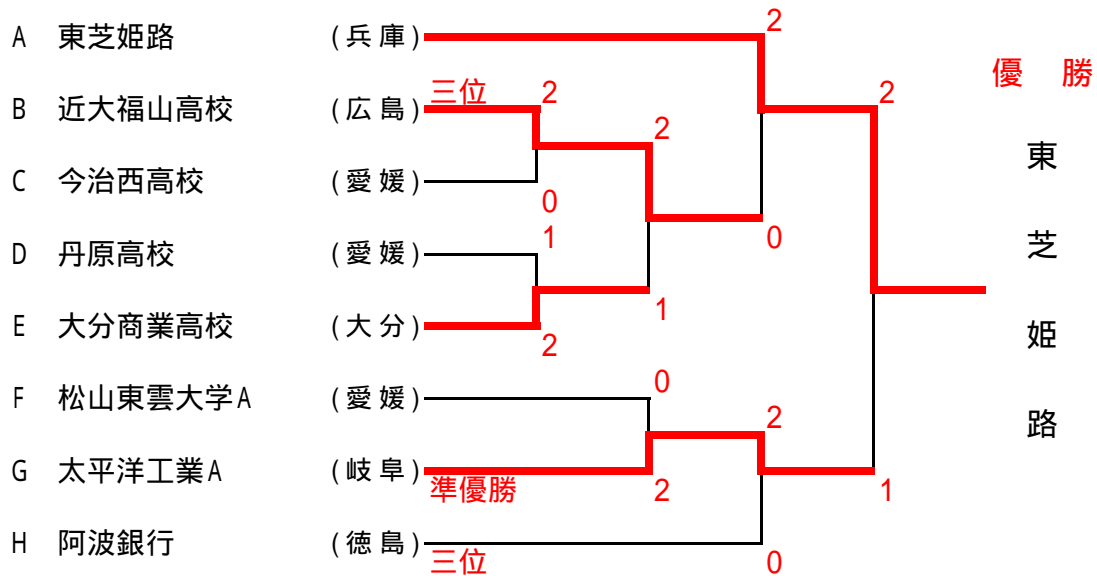 A 東芝姫路 (兵庫) 2
優 勝
B 近大福山高校 (広島) 三位 2 2 2
C 今治西高校 (愛媛) 0
D 丹原高校 (愛媛) 1 0
E 大分商業高校 (大分) 2 1
F 松山東雲大学A (愛媛) 0 2
G 太平洋工業A (岐阜) 準優勝 2 1
H 阿波銀行 (徳島) 三位 0
東
芝
姫
路